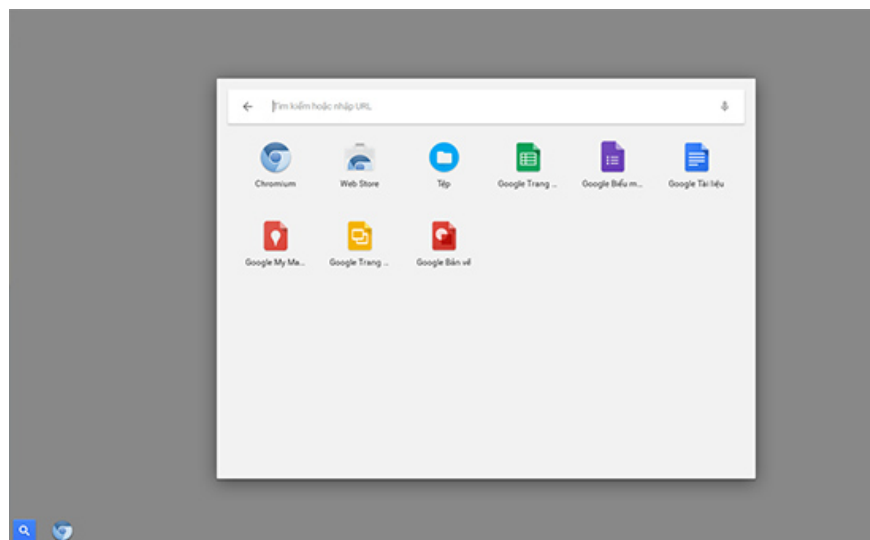 Tìm kiếm hoặc nhập URL
Chromium
Web Store
Tệp
Google Trang ...
Google Biểu m...
Google Tài liệu
Google My Ma...
Google Trang ...
Google Bản vẽ